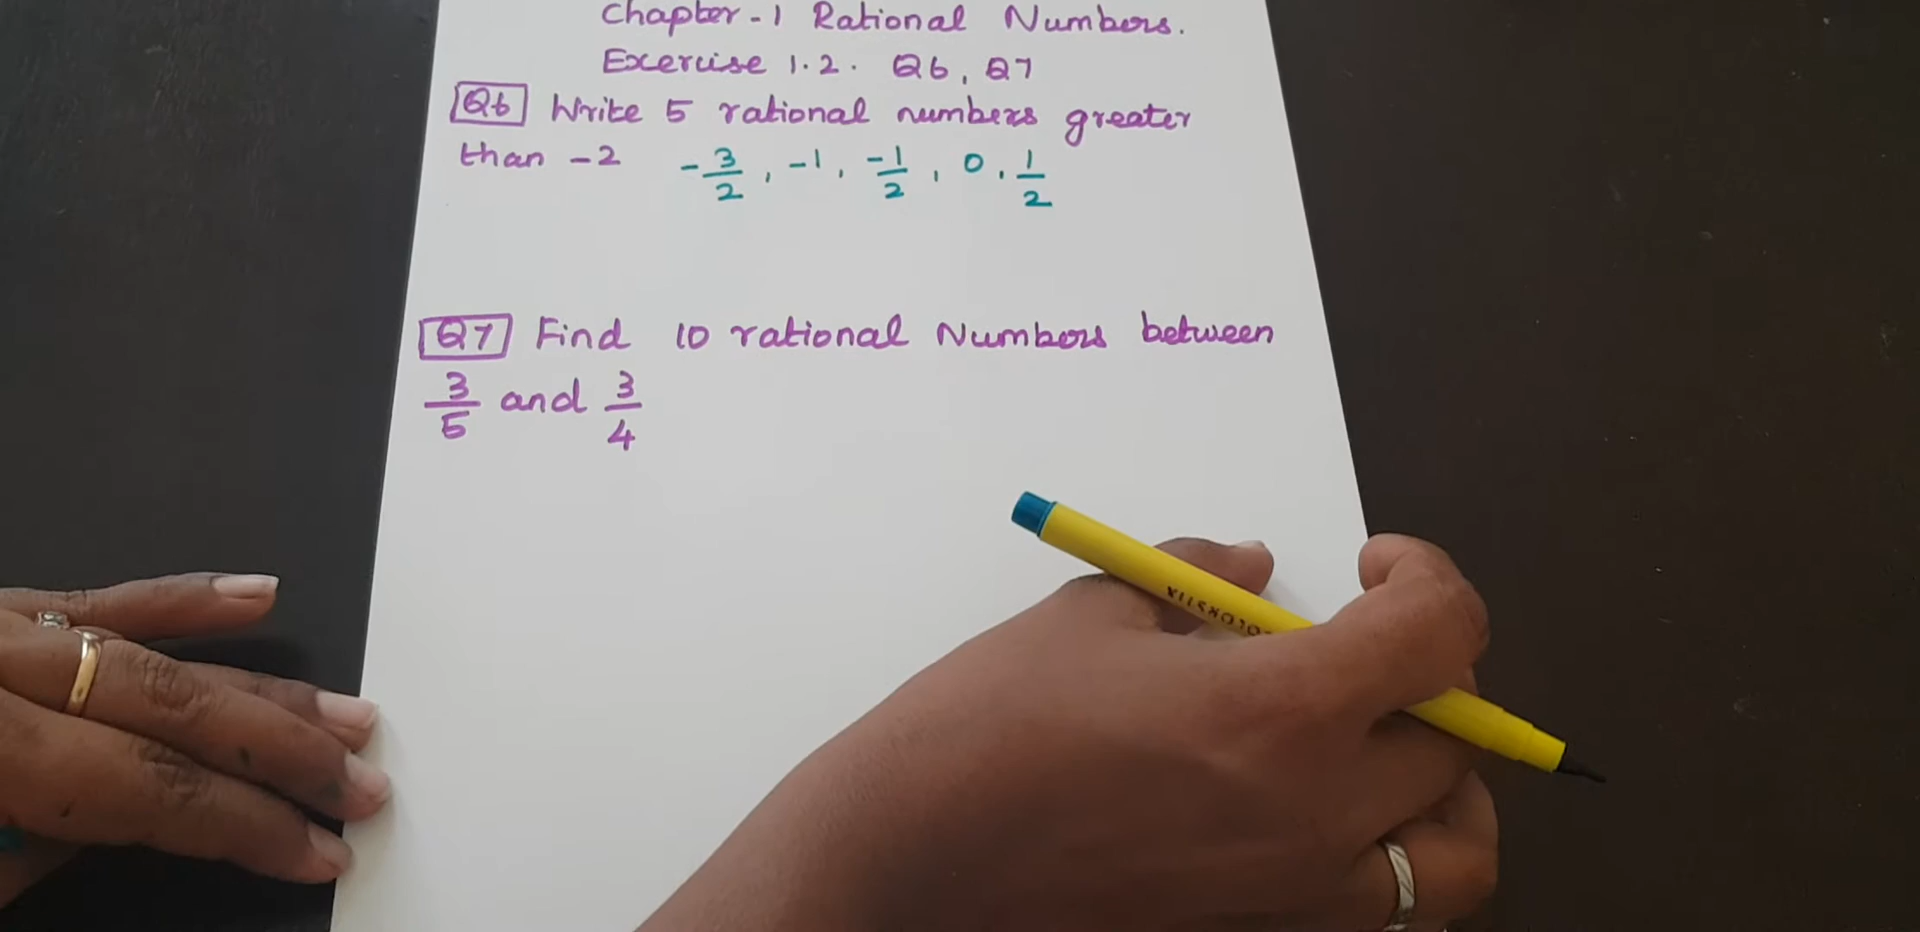 Chapter-1 Rational Numbers.
Exercise 1.2. Q6, Q7
Q6 Write 5 rational numbers greater
than -2 -3/2, -1, -1/2, 0, 1/2
Q7 Find 10 rational Numbers between
3/5 and 3/4